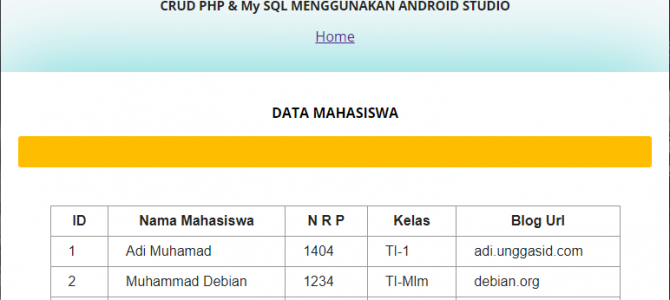 CRUD PHP & My SQL MENGGUNAKAN ANDROID STUDIO
Home
DATA MAHASISWA
ID Nama Mahasiswa N R P Kelas Blog Url
1 Adi Muhamad 1404 TI-1 adi.unggasid.com
2 Muhammad Debian 1234 TI-Mlm debian.org